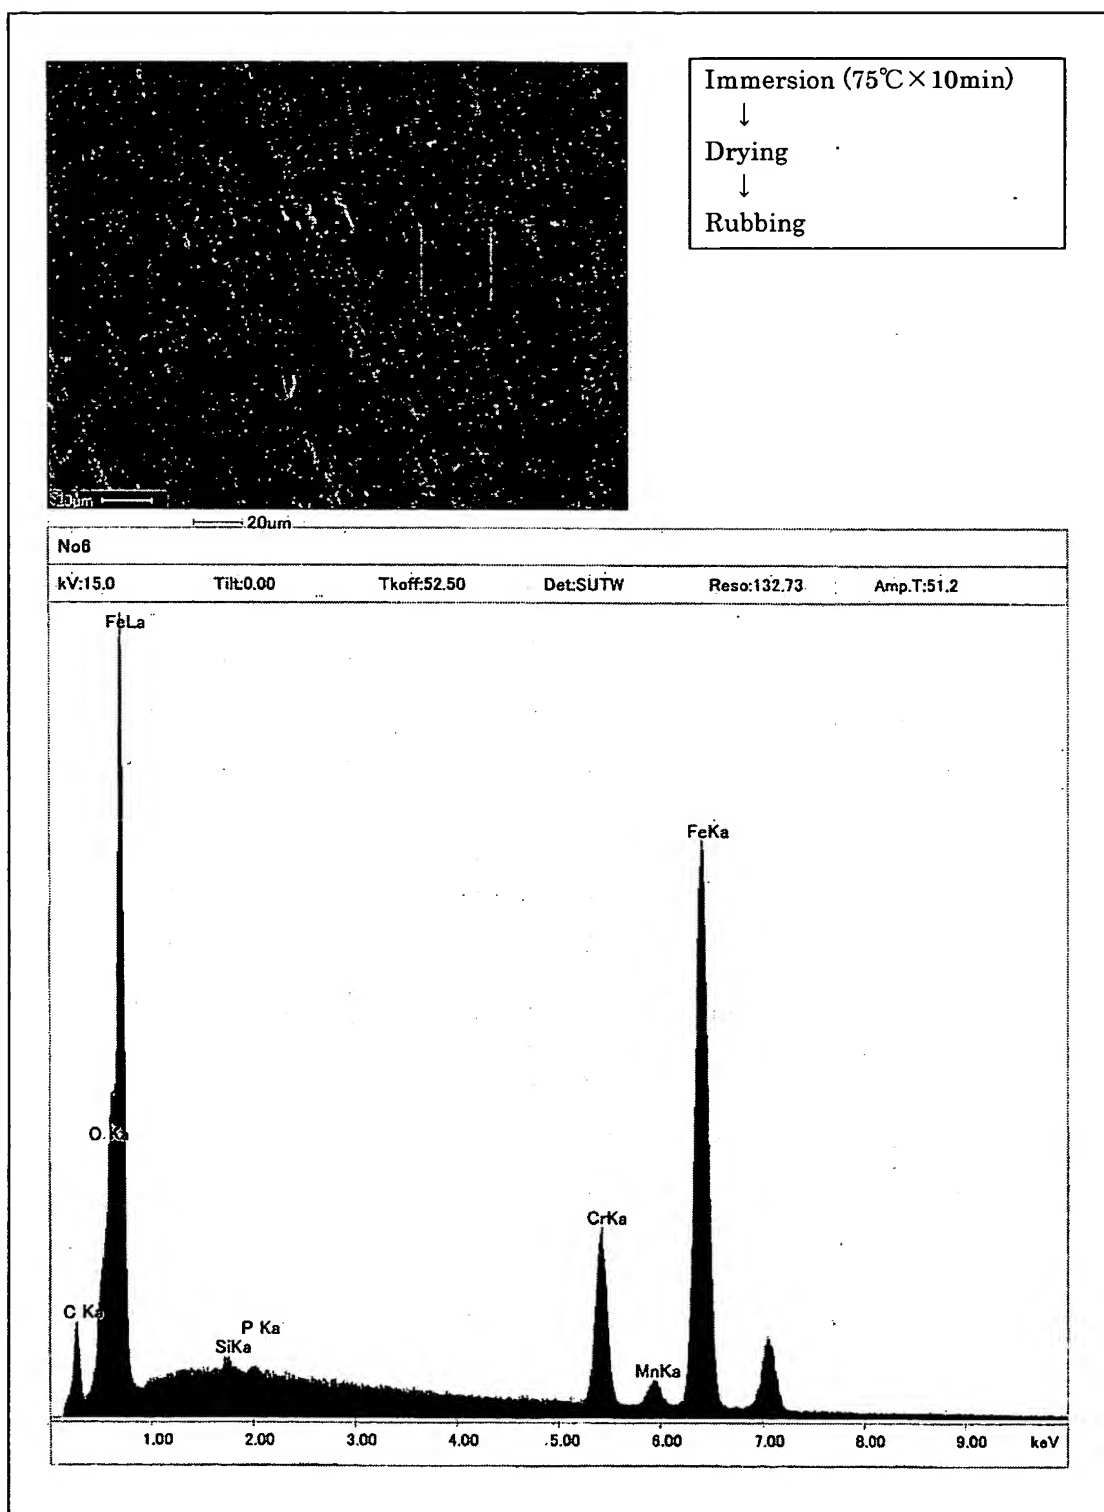 Immersion (75℃×10min)
↓
Drying
↓
Rubbing
10μm
20um
No6
kV:15.0 Tilt:0.00 Tkoff:52.50 Det:SUTW Reso:132.73 Amp.T:51.2
FeLa
FeKa
O Ka
CrKa
C Ka
P Ka
SiKa
MnKa
1.00 2.00 3.00 4.00 5.00 6.00 7.00 8.00 9.00 keV